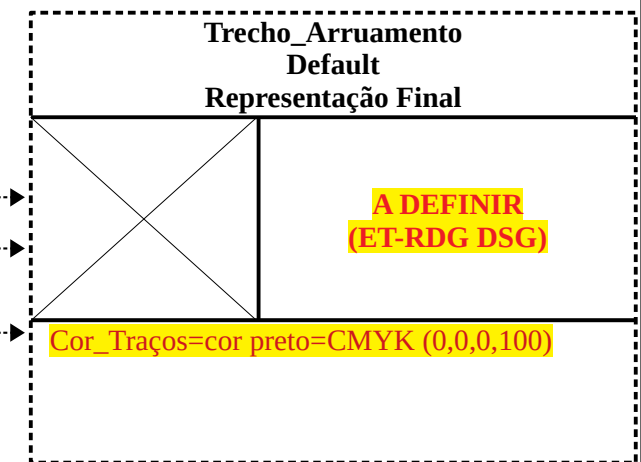 Trecho_Arruamento
Default
Representação Final
A DEFINIR
(ET-RDG DSG)
Cor_Traços=cor preto=CMYK (0,0,0,100)